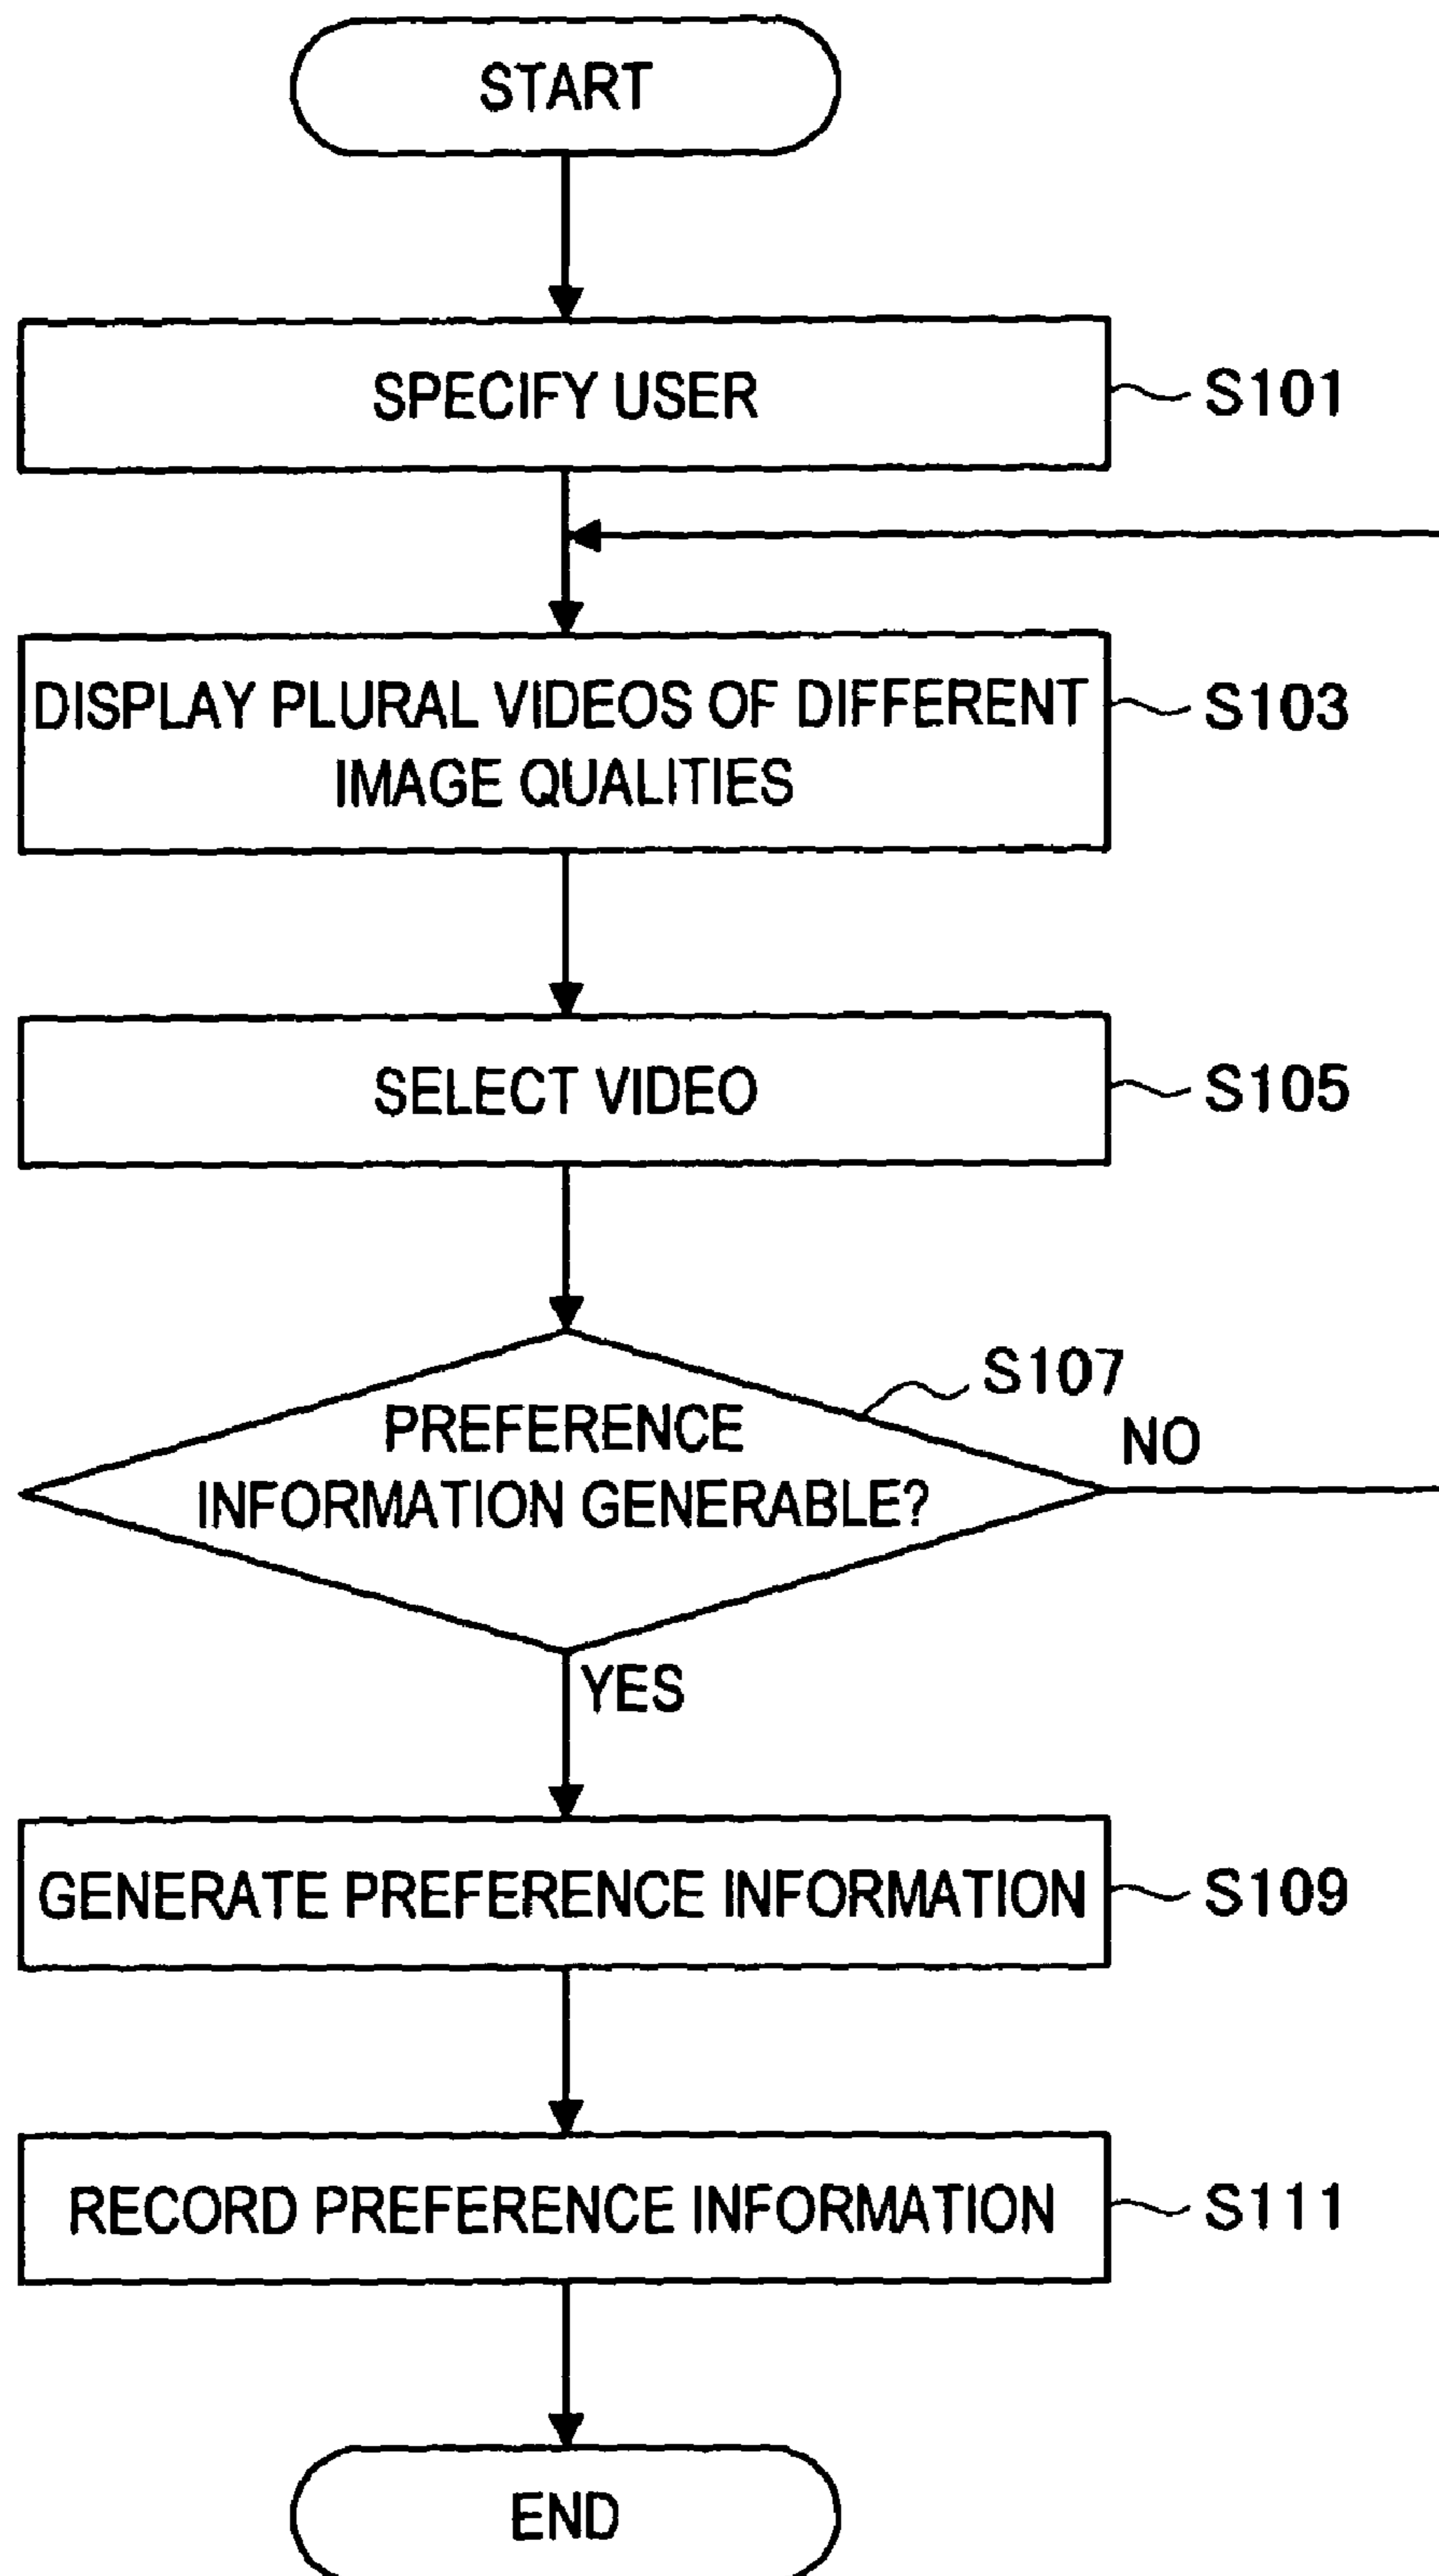 START
SPECIFY USER
S101
DISPLAY PLURAL VIDEOS OF DIFFERENT
IMAGE QUALITIES
S103
SELECT VIDEO
S105
PREFERENCE
INFORMATION GENERABLE?
S107
NO
YES
GENERATE PREFERENCE INFORMATION
S109
RECORD PREFERENCE INFORMATION
S111
END